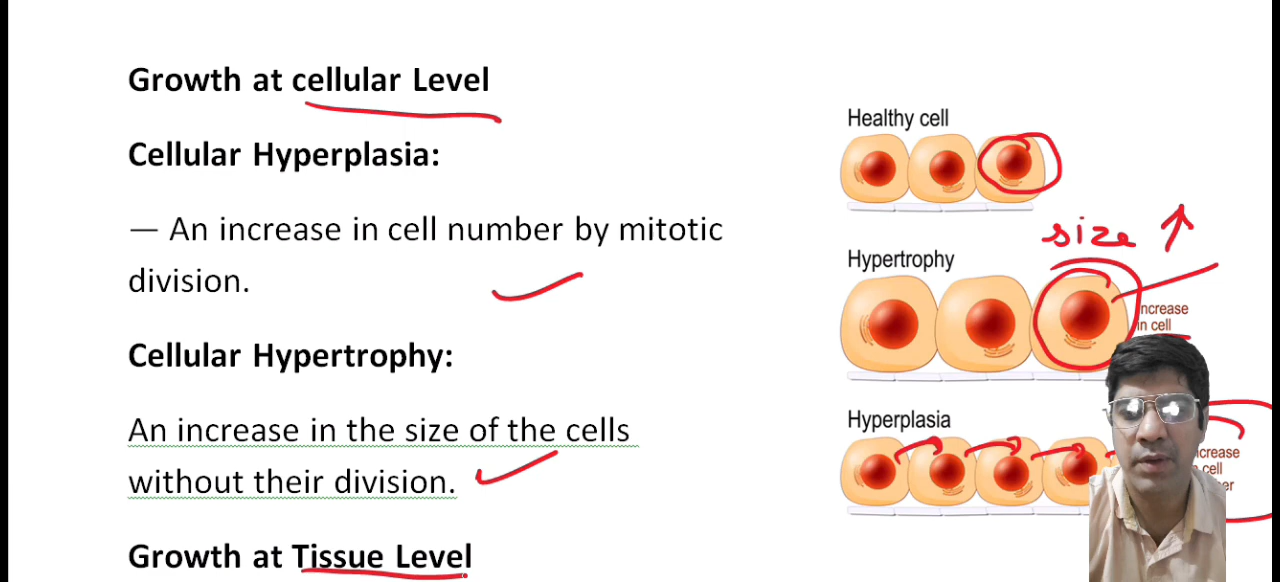 Growth at cellular Level
Cellular Hyperplasia:
— An increase in cell number by mitotic
division.
Cellular Hypertrophy:
An increase in the size of the cells
without their division.
Growth at Tissue Level
Healthy cell
size ↑
Hypertrophy
increase
in cell
Hyperplasia
cell